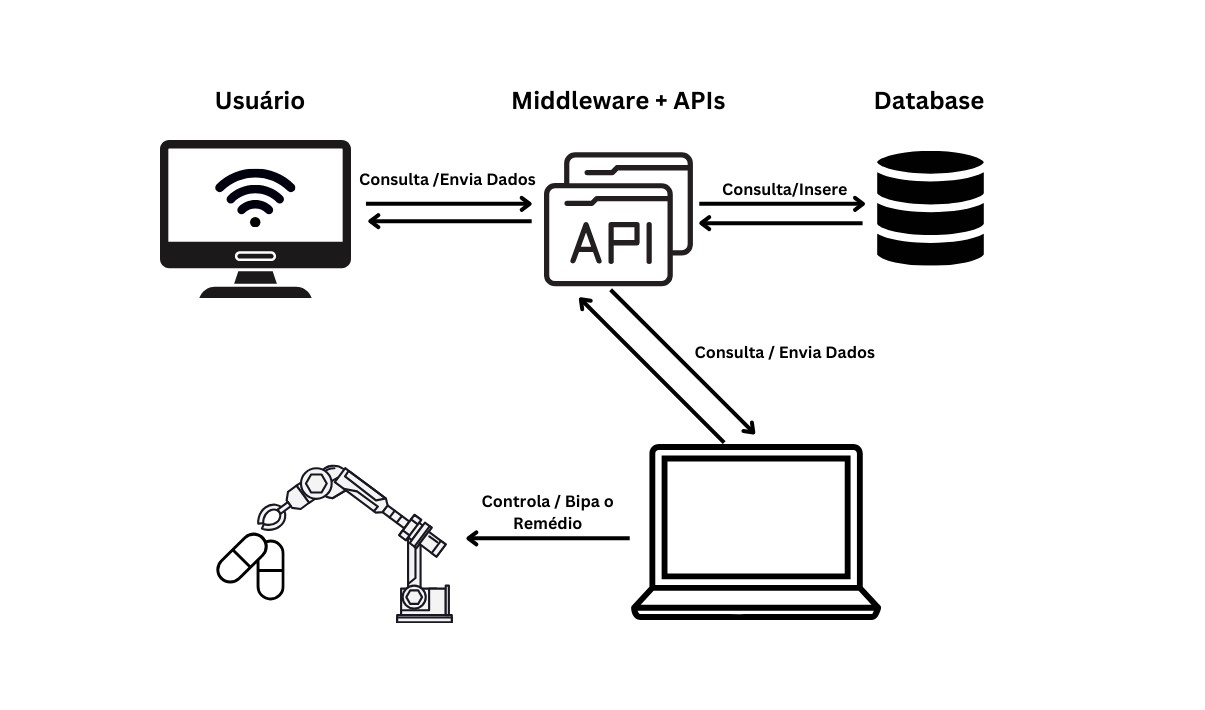 Usuário
Middleware + APIs
Database
Consulta /Envia Dados
Consulta/Insere
API
Consulta / Envia Dados
Controla / Bipa o
Remédio